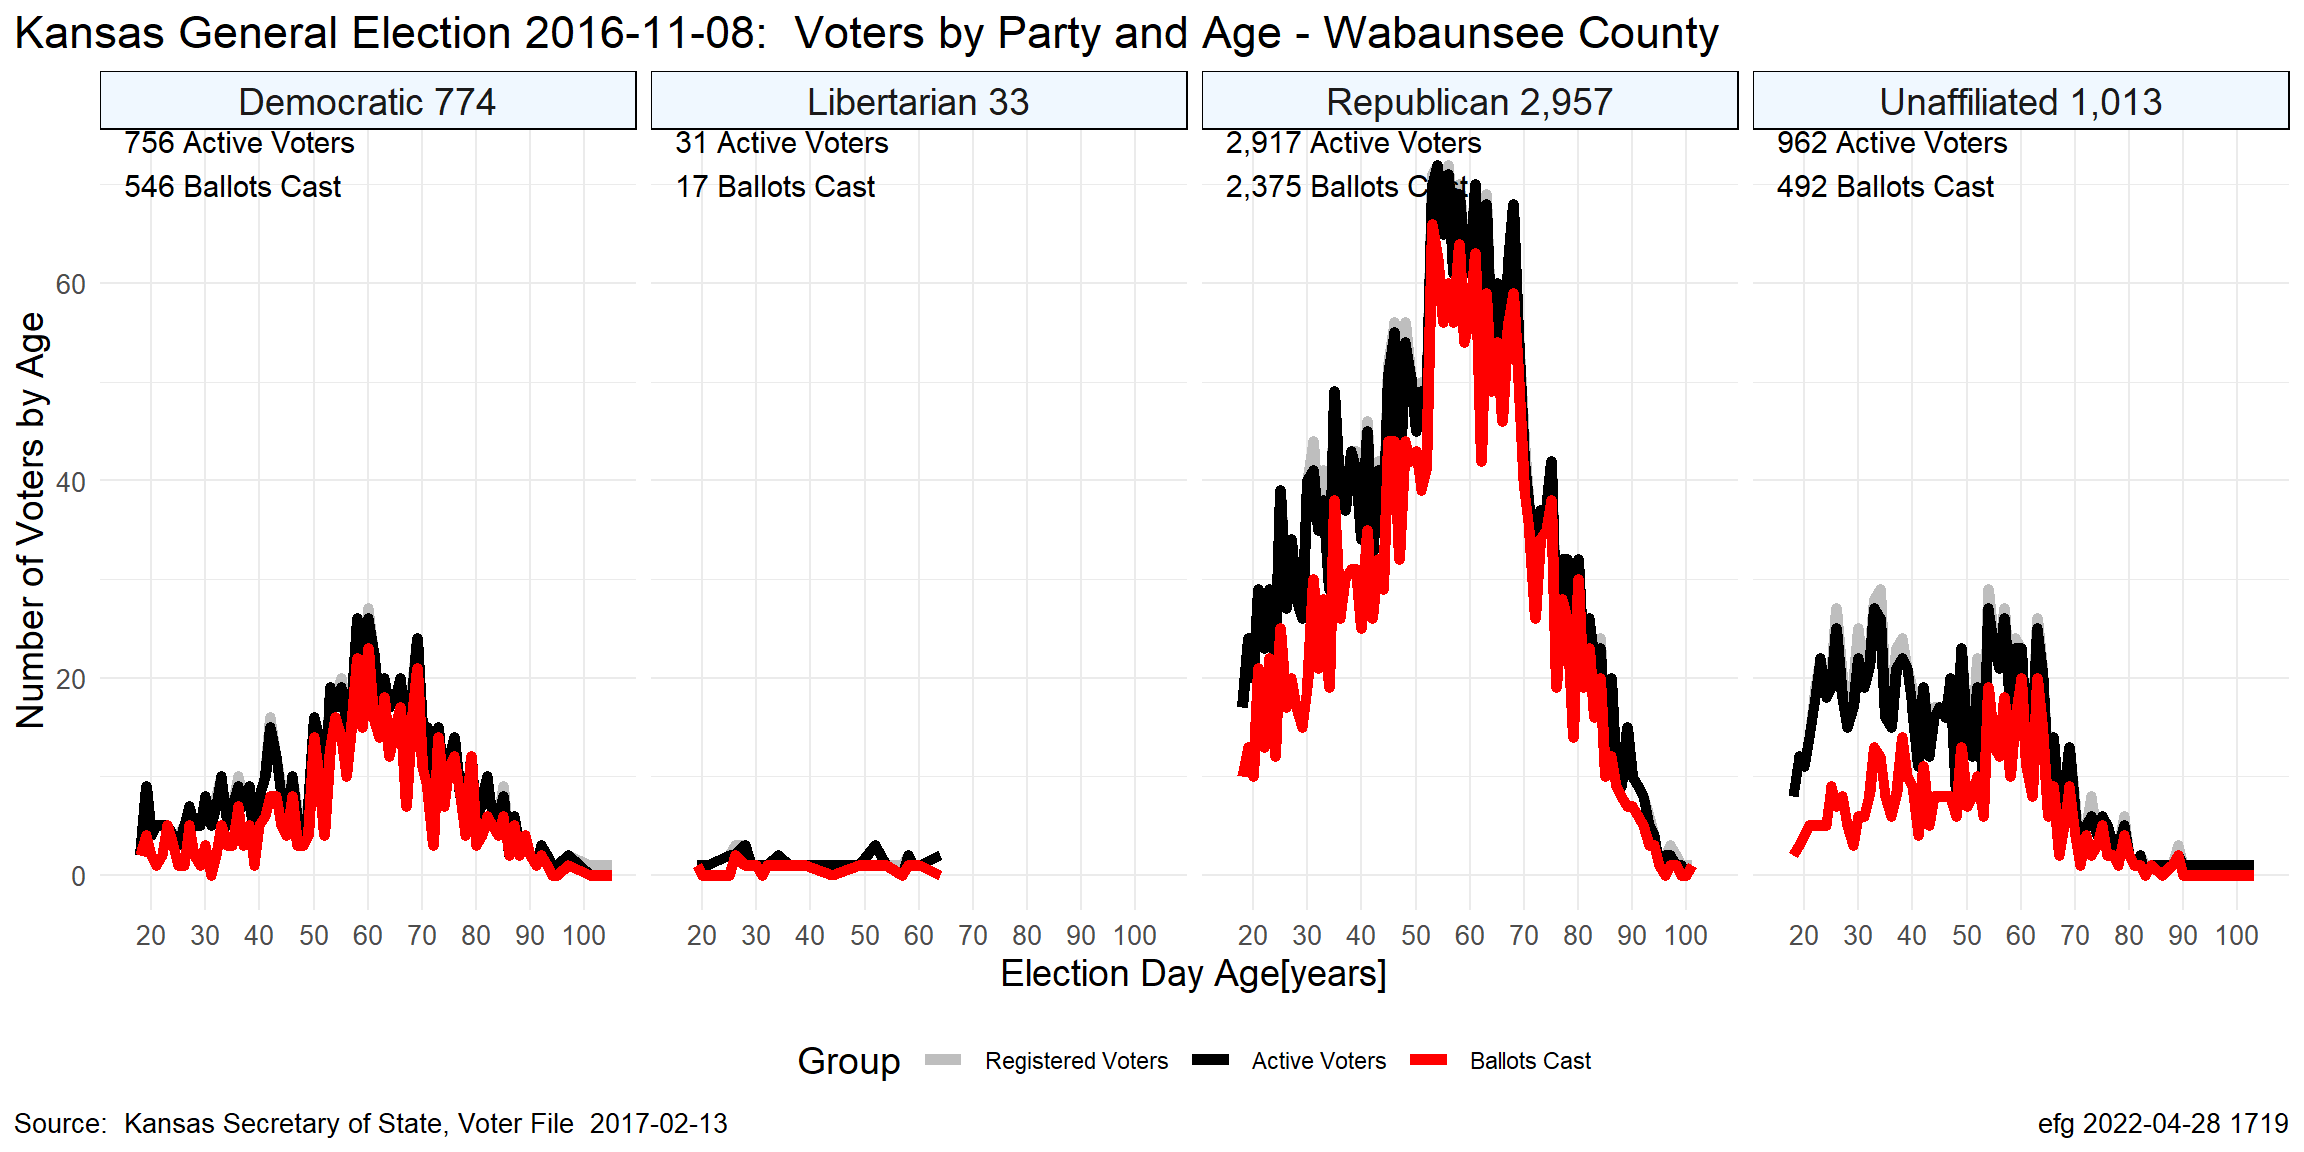 Kansas General Election 2016-11-08:  Voters by Party and Age - Wabaunsee County
Democratic 774
Libertarian 33
Republican 2,957
Unaffiliated 1,013
756 Active Voters
546 Ballots Cast
31 Active Voters
17 Ballots Cast
2,917 Active Voters
2,375 Ballots Cast
962 Active Voters
492 Ballots Cast
Number of Voters by Age
60
40
20
0
20 30 40 50 60 70 80 90 100
20 30 40 50 60 70 80 90 100
20 30 40 50 60 70 80 90 100
20 30 40 50 60 70 80 90 100
Election Day Age[years]
Group Registered Voters Active Voters Ballots Cast
Source:  Kansas Secretary of State, Voter File  2017-02-13
efg 2022-04-28 1719